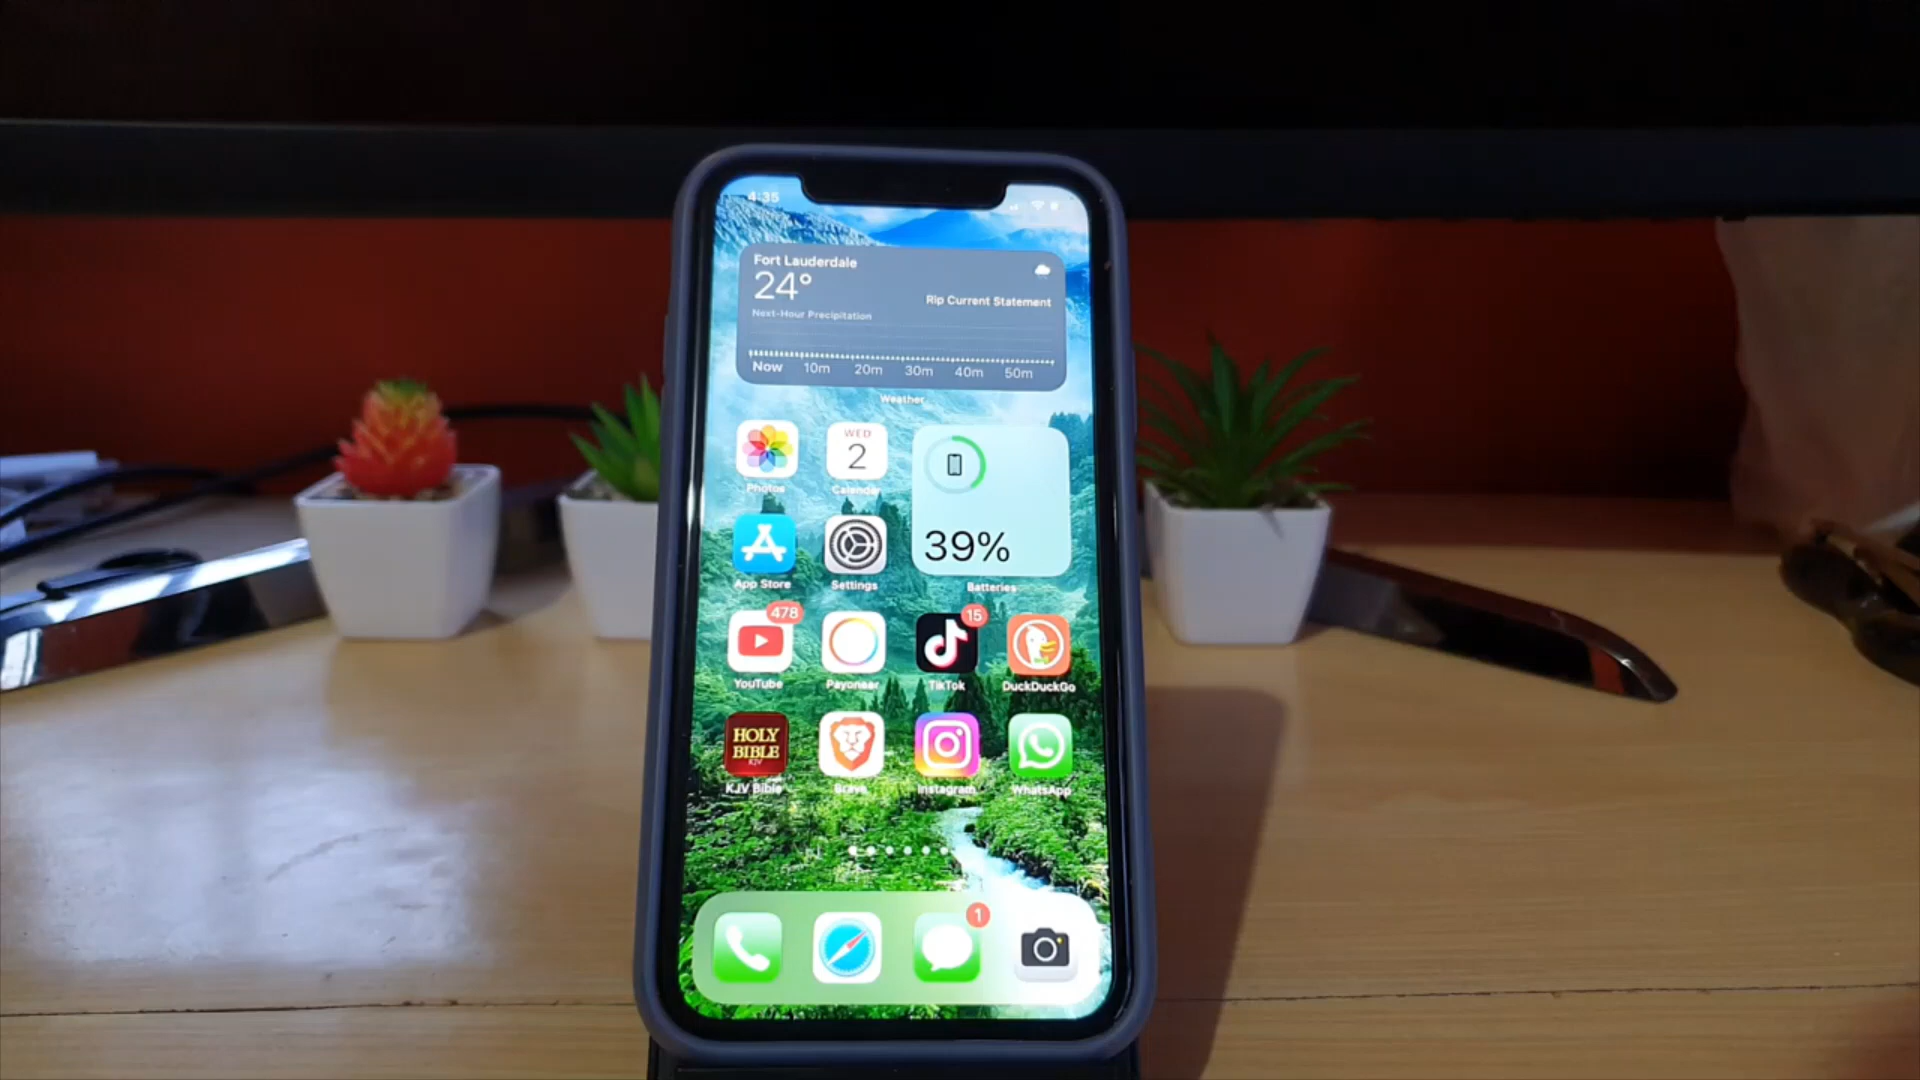 4:35
Fort Lauderdale
24°
Rip Current Statement
Next-Hour Precipitation
Now 10m 20m 30m 40m 50m
Weather
WED
2
Photos Calendar
39%
App Store Settings Batteries
478 15
YouTube Payoneer TikTok DuckDuckGo
HOLY
BIBLE
KJV
KJV Bible Brave Instagram WhatsApp
1